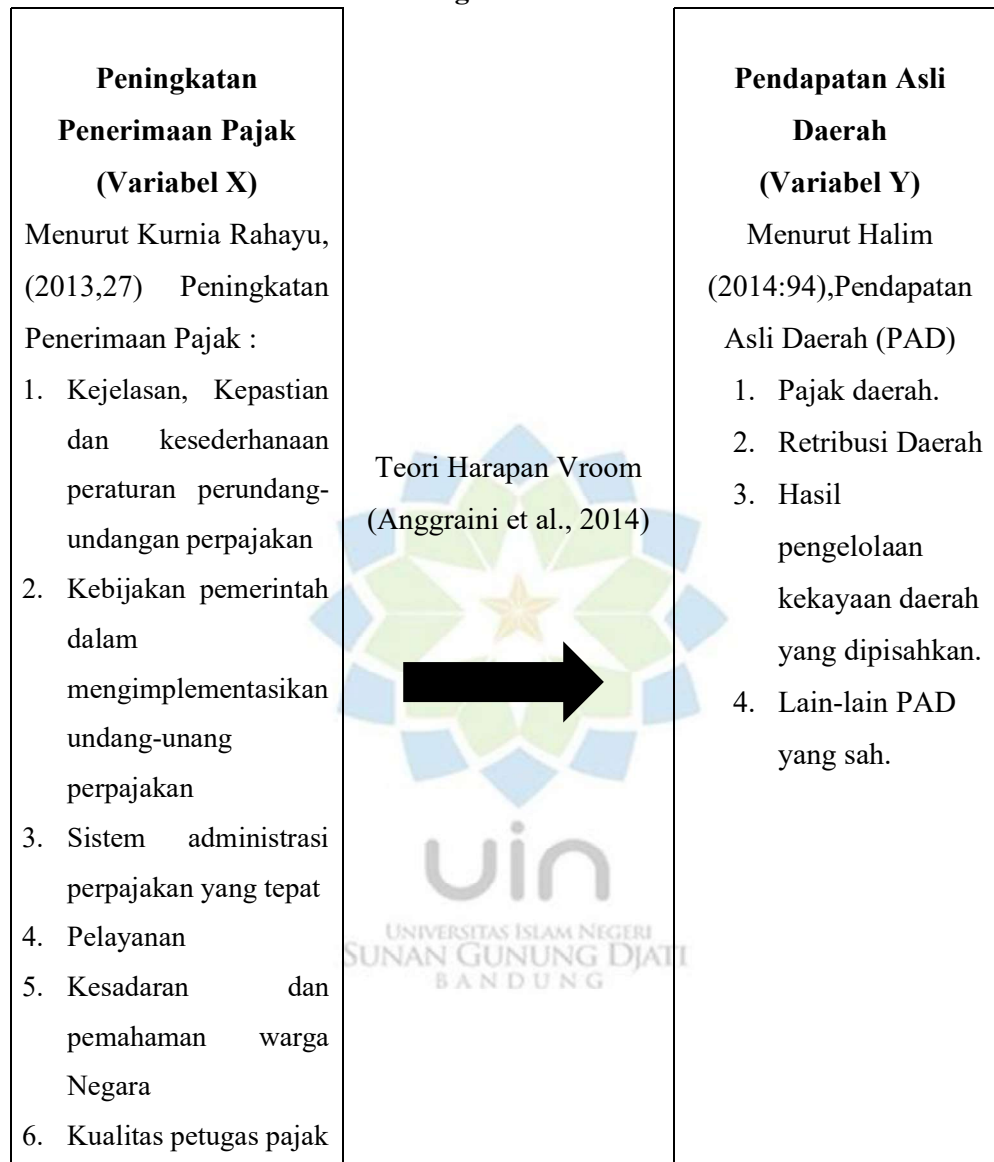 Peningkatan
Penerimaan Pajak
(Variabel X)
Menurut Kurnia Rahayu,
(2013,27) Peningkatan
Penerimaan Pajak :
1. Kejelasan, Kepastian
dan kesederhanaan
peraturan perundang-
undangan perpajakan
2. Kebijakan pemerintah
dalam
mengimplementasikan
undang-unang
perpajakan
3. Sistem administrasi
perpajakan yang tepat
4. Pelayanan
5. Kesadaran dan
pemahaman warga
Negara
6. Kualitas petugas pajak
Teori Harapan Vroom
(Anggraini et al., 2014)
uin
UNIVERSITAS ISLAM NEGERI
SUNAN GUNUNG DJATI
BANDUNG
Pendapatan Asli
Daerah
(Variabel Y)
Menurut Halim
(2014:94),Pendapatan
Asli Daerah (PAD)
1. Pajak daerah.
2. Retribusi Daerah
3. Hasil
pengelolaan
kekayaan daerah
yang dipisahkan.
4. Lain-lain PAD
yang sah.